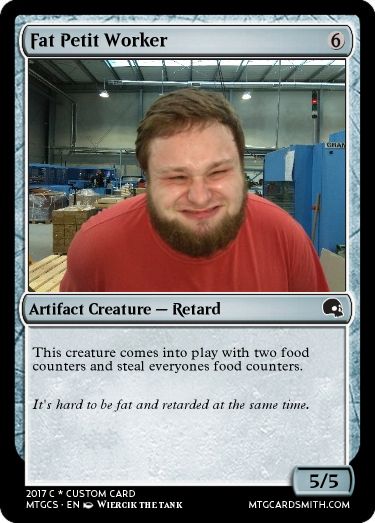 Fat Petit Worker 6
CHAM
Artifact Creature — Retard
This creature comes into play with two food
counters and steal everyones food counters.
It's hard to be fat and retarded at the same time.
5/5
2017 C * CUSTOM CARD
MTGCS · EN WIERCIK THE TANK
MTGCARDSMITH.COM